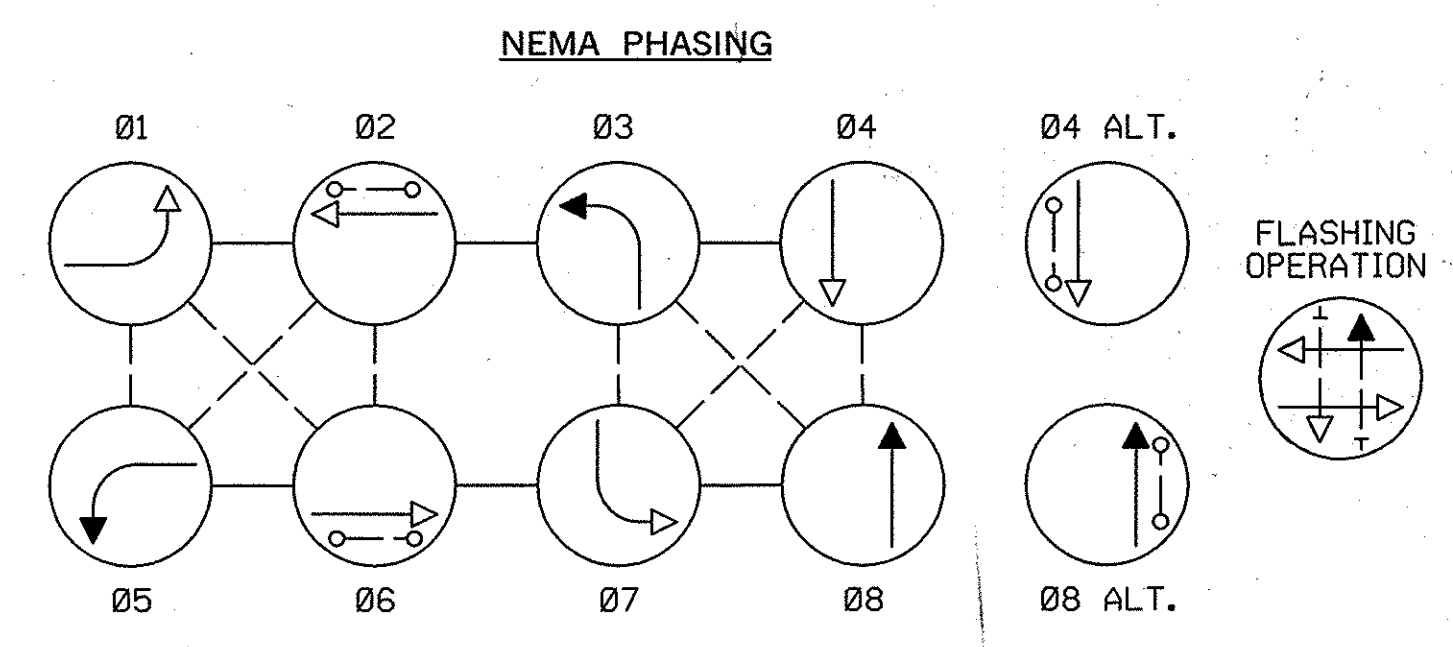 NEMA PHASING
Ø1 Ø2 Ø3 Ø4 Ø4 ALT.
FLASHING
OPERATION
Ø5 Ø6 Ø7 Ø8 Ø8 ALT.